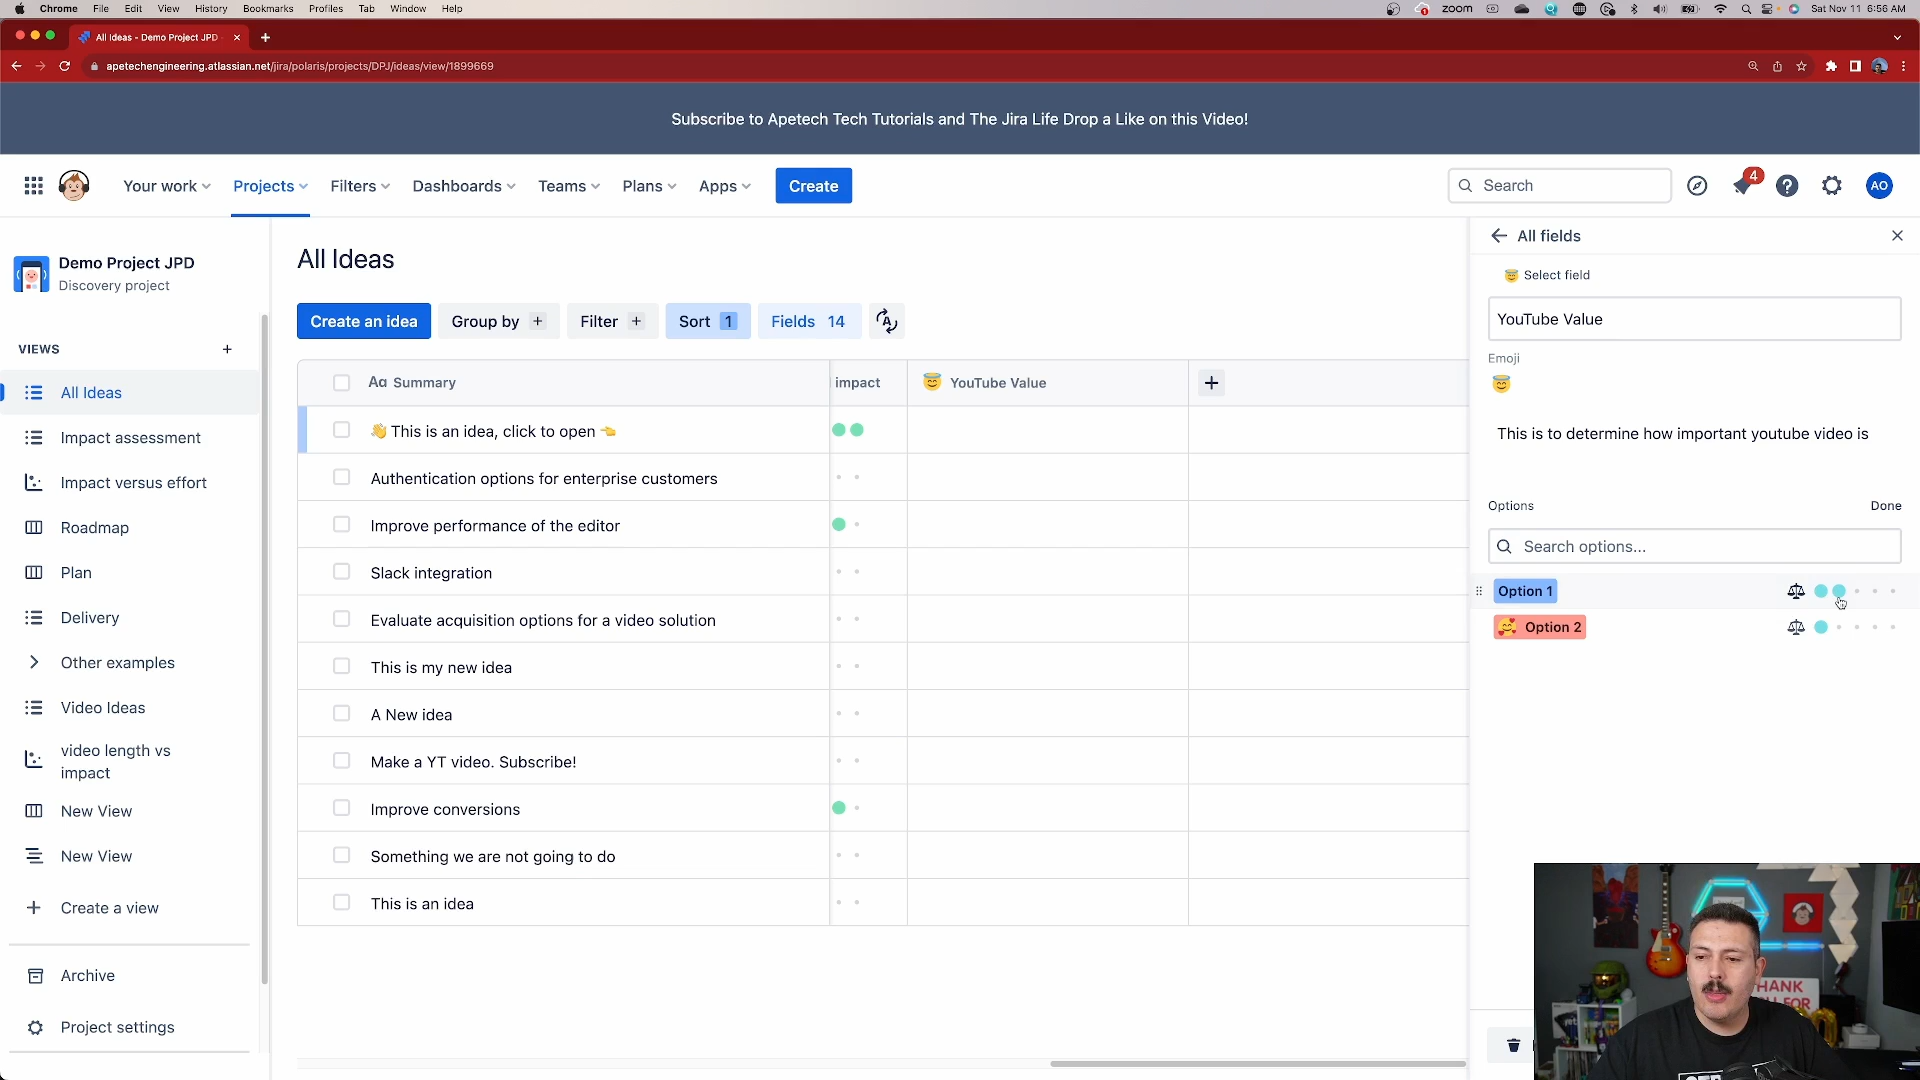 Chrome File Edit View History Bookmarks Profiles Tab Window Help
zoom
Sat Nov 11 6:56 AM
All Ideas - Demo Project JPD
apetechengineering.atlassian.net/jira/polaris/projects/DPJ/ideas/view/1899669
Subscribe to Apetech Tech Tutorials and The Jira Life Drop a Like on this Video!
Your work Projects Filters Dashboards Teams Plans Apps Create
Search
4
AO
Demo Project JPD
Discovery project
VIEWS
All Ideas
Impact assessment
Impact versus effort
Roadmap
Plan
Delivery
Other examples
Video Ideas
video length vs
impact
New View
New View
Create a view
Archive
Project settings
All Ideas
Create an idea Group by Filter Sort 1 Fields 14
Aa Summary impact YouTube Value
This is an idea, click to open
Authentication options for enterprise customers
Improve performance of the editor
Slack integration
Evaluate acquisition options for a video solution
This is my new idea
A New idea
Make a YT video. Subscribe!
Improve conversions
Something we are not going to do
This is an idea
All fields
Select field
YouTube Value
Emoji
This is to determine how important youtube video is
Options Done
Search options...
Option 1
Option 2
THANK
FOR